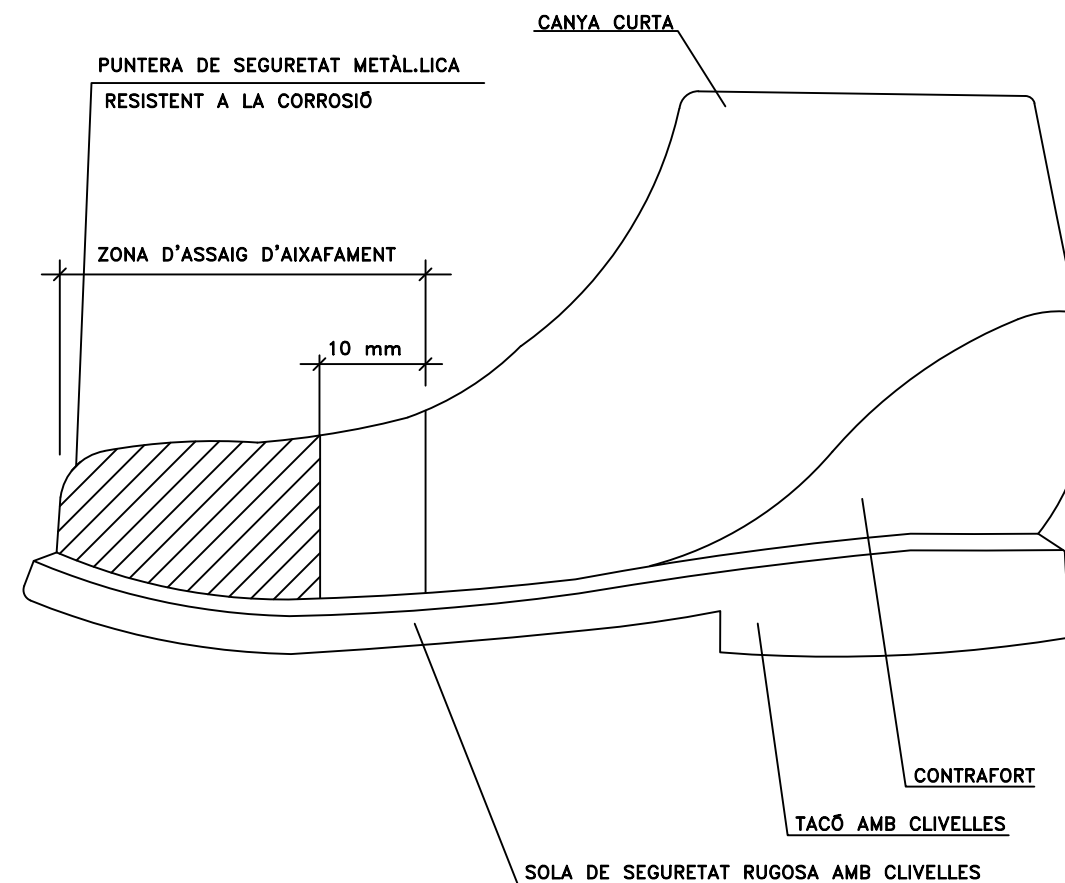 CANYA CURTA
PUNTERA DE SEGURETAT METÀL.LICA
RESISTENT A LA CORROSIÓ
ZONA D'ASSAIG D'AIXAFAMENT
10 mm
CONTRAFORT
TACÓ AMB CLIVELLES
SOLA DE SEGURETAT RUGOSA AMB CLIVELLES